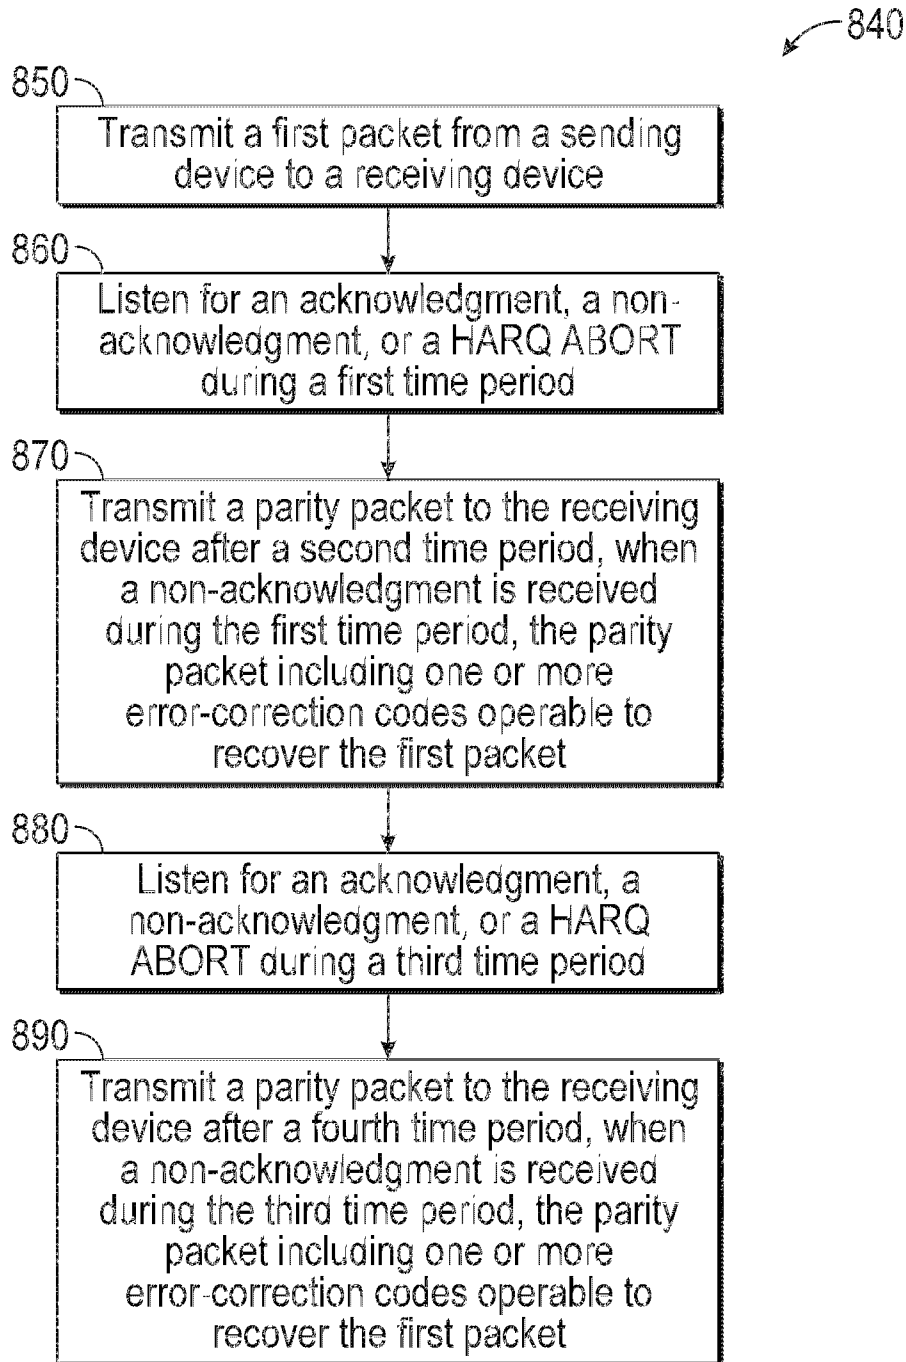 840
850
Transmit a first packet from a sending
device to a receiving device
860
Listen for an acknowledgment, a non-
acknowledgment, or a HARQ ABORT
during a first time period
870
Transmit a parity packet to the receiving
device after a second time period, when
a non-acknowledgment is received
during the first time period, the parity
packet including one or more
error-correction codes operable to
recover the first packet
880
Listen for an acknowledgment, a
non-acknowledgment, or a HARQ
ABORT during a third time period
890
Transmit a parity packet to the receiving
device after a fourth time period, when
a non-acknowledgment is received
during the third time period, the parity
packet including one or more
error-correction codes operable to
recover the first packet